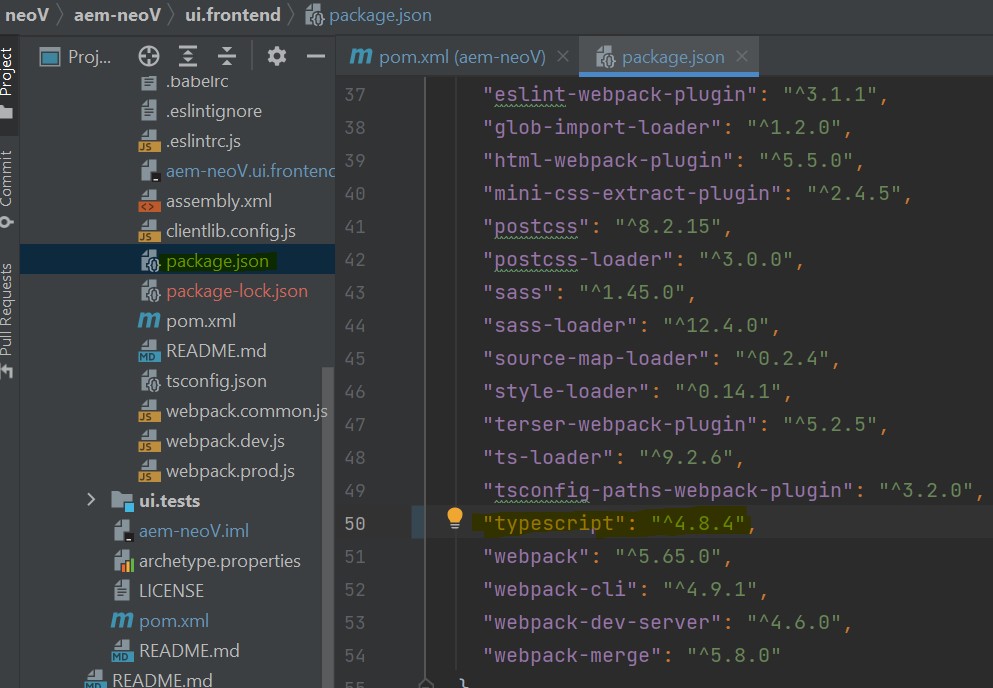 neoV aem-neoV ui.frontend package.json
Project
Commit
Pull Requests
Proj...
pom.xml (aem-neoV)
package.json
.babelrc
.eslintignore
.eslintrc.js
aem-neoV.ui.frontend
assembly.xml
clientlib.config.js
package.json
package-lock.json
pom.xml
README.md
tsconfig.json
webpack.common.js
webpack.dev.js
webpack.prod.js
ui.tests
aem-neoV.iml
archetype.properties
LICENSE
pom.xml
README.md
README.md
37 "eslint-webpack-plugin": "^3.1.1",
38 "glob-import-loader": "^1.2.0",
39 "html-webpack-plugin": "^5.5.0",
40 "mini-css-extract-plugin": "^2.4.5",
41 "postcss": "^8.2.15",
42 "postcss-loader": "^3.0.0",
43 "sass": "^1.45.0",
44 "sass-loader": "^12.4.0",
45 "source-map-loader": "^0.2.4",
46 "style-loader": "^0.14.1",
47 "terser-webpack-plugin": "^5.2.5",
48 "ts-loader": "^9.2.6",
49 "tsconfig-paths-webpack-plugin": "^3.2.0",
50 "typescript": "^4.8.4",
51 "webpack": "^5.65.0",
52 "webpack-cli": "^4.9.1",
53 "webpack-dev-server": "^4.6.0",
54 "webpack-merge": "^5.8.0"
55 }